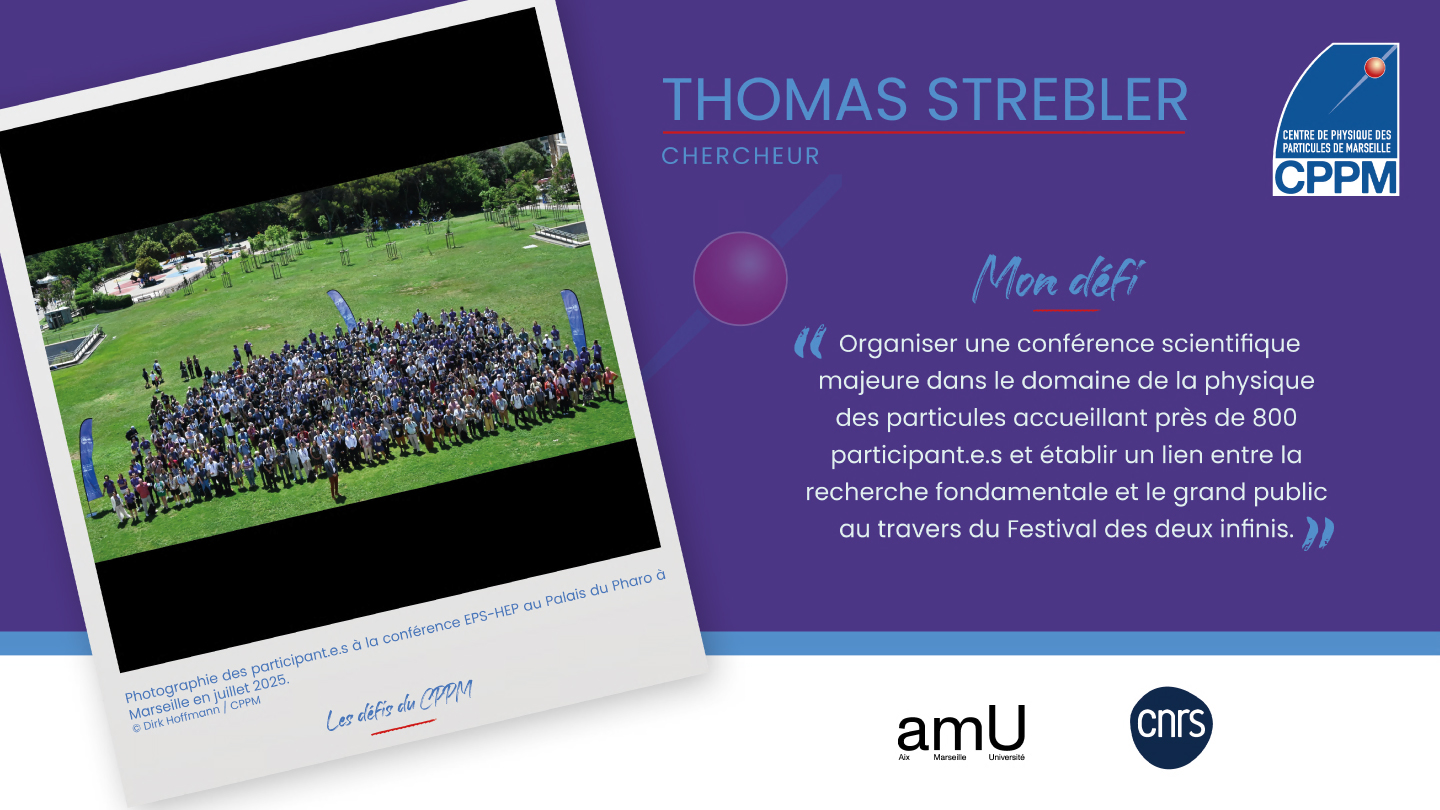 THOMAS STREBLER
CHERCHEUR
CENTRE DE PHYSIQUE DES
PARTICULES DE MARSEILLE
CPPM
Mon défi
“ Organiser une conférence scientifique
majeure dans le domaine de la physique
des particules accueillant près de 800
participant.e.s et établir un lien entre la
recherche fondamentale et le grand public
au travers du Festival des deux infinis. ”
Photographie des participant.e.s à la conférence EPS-HEP au Palais du Pharo à
Marseille en juillet 2025.
© Dirk Hoffmann / CPPM
Les défis du CPPM
amU
Aix Marseille Université
cnrs